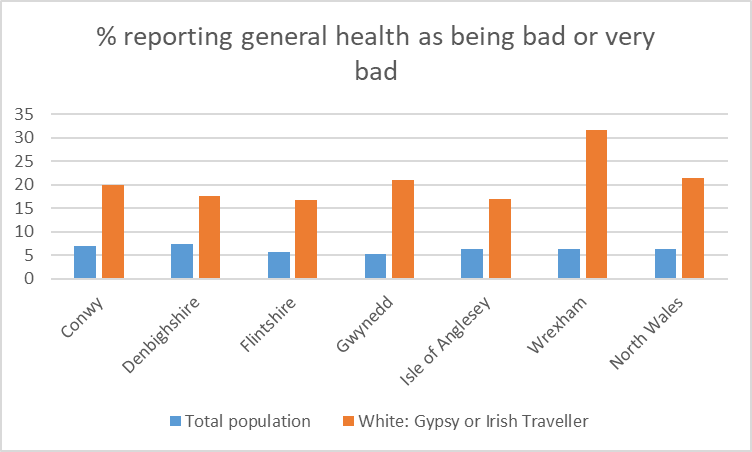 % reporting general health as being bad or very
bad
35
30
25
20
15
10
5
0
Conwy
Denbighshire
Flintshire
Gwynedd
Isle of Anglesey
Wrexham
North Wales
Total population
White: Gypsy or Irish Traveller